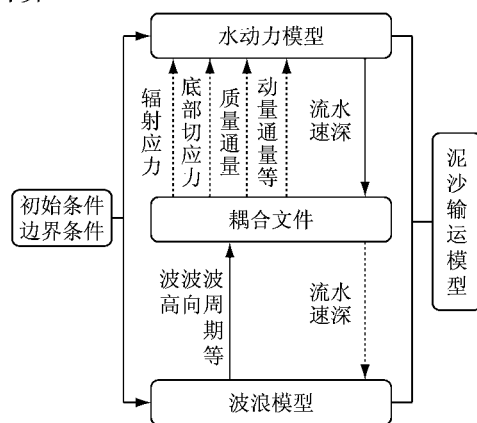 水动力模型
辐射应力
底部切应力
质量通量
动量通量等
流速
水深
初始条件
边界条件
耦合文件
泥沙输运模型
波高
波向
波周期等
流速
水深
波浪模型